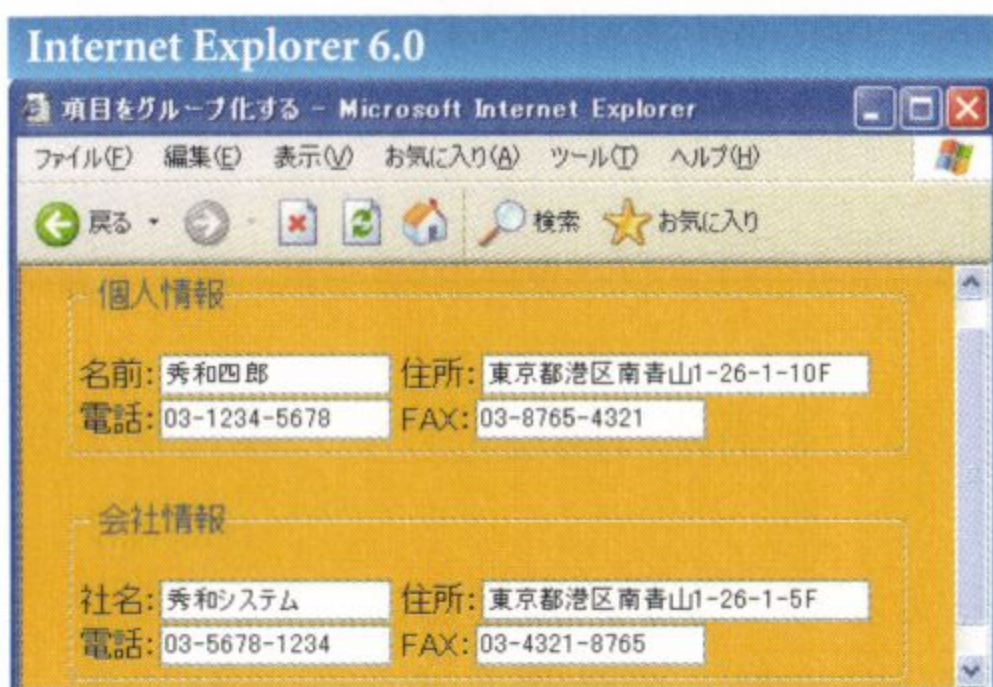 Internet Explorer 6.0
項目をグループ化する - Microsoft Internet Explorer
ファイル(F) 編集(E) 表示(V) お気に入り(A) ツール(T) ヘルプ(H)
戻る 検索 お気に入り
個人情報
名前: 秀和四郎 住所: 東京都港区南青山1-26-1-10F
電話: 03-1234-5678 FAX: 03-8765-4321
会社情報
社名: 秀和システム 住所: 東京都港区南青山1-26-1-5F
電話: 03-5678-1234 FAX: 03-4321-8765